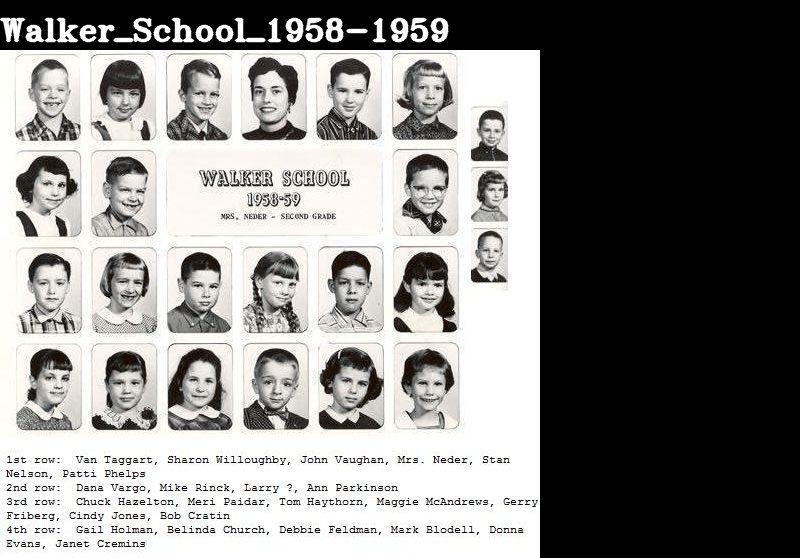 Walker_School_1958-1959
WALKER SCHOOL
1958-59
MRS. NEDER - SECOND GRADE
1st row: Van Taggart, Sharon Willoughby, John Vaughan, Mrs. Neder, Stan
Nelson, Patti Phelps
2nd row: Dana Vargo, Mike Rinck, Larry ?, Ann Parkinson
3rd row: Chuck Hazelton, Meri Paidar, Tom Haythorn, Maggie McAndrews, Gerry
Friberg, Cindy Jones, Bob Cratin
4th row: Gail Holman, Belinda Church, Debbie Feldman, Mark Blodell, Donna
Evans, Janet Cremins